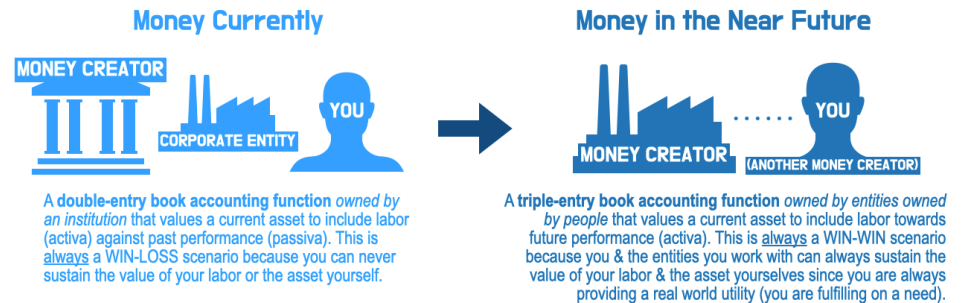 Money Currently
MONEY CREATOR
CORPORATE ENTITY
YOU
A double-entry book accounting function owned by
an institution that values a current asset to include labor
(activa) against past performance (passiva). This is
always a WIN-LOSS scenario because you can never
sustain the value of your labor or the asset yourself.
Money in the Near Future
MONEY CREATOR
YOU
(ANOTHER MONEY CREATOR)
A triple-entry book accounting function owned by entities owned
by people that values a current asset to include labor towards
future performance (activa). This is always a WIN-WIN scenario
because you & the entities you work with can always sustain the
value of your labor & the asset yourselves since you are always
providing a real world utility (you are fulfilling on a need).